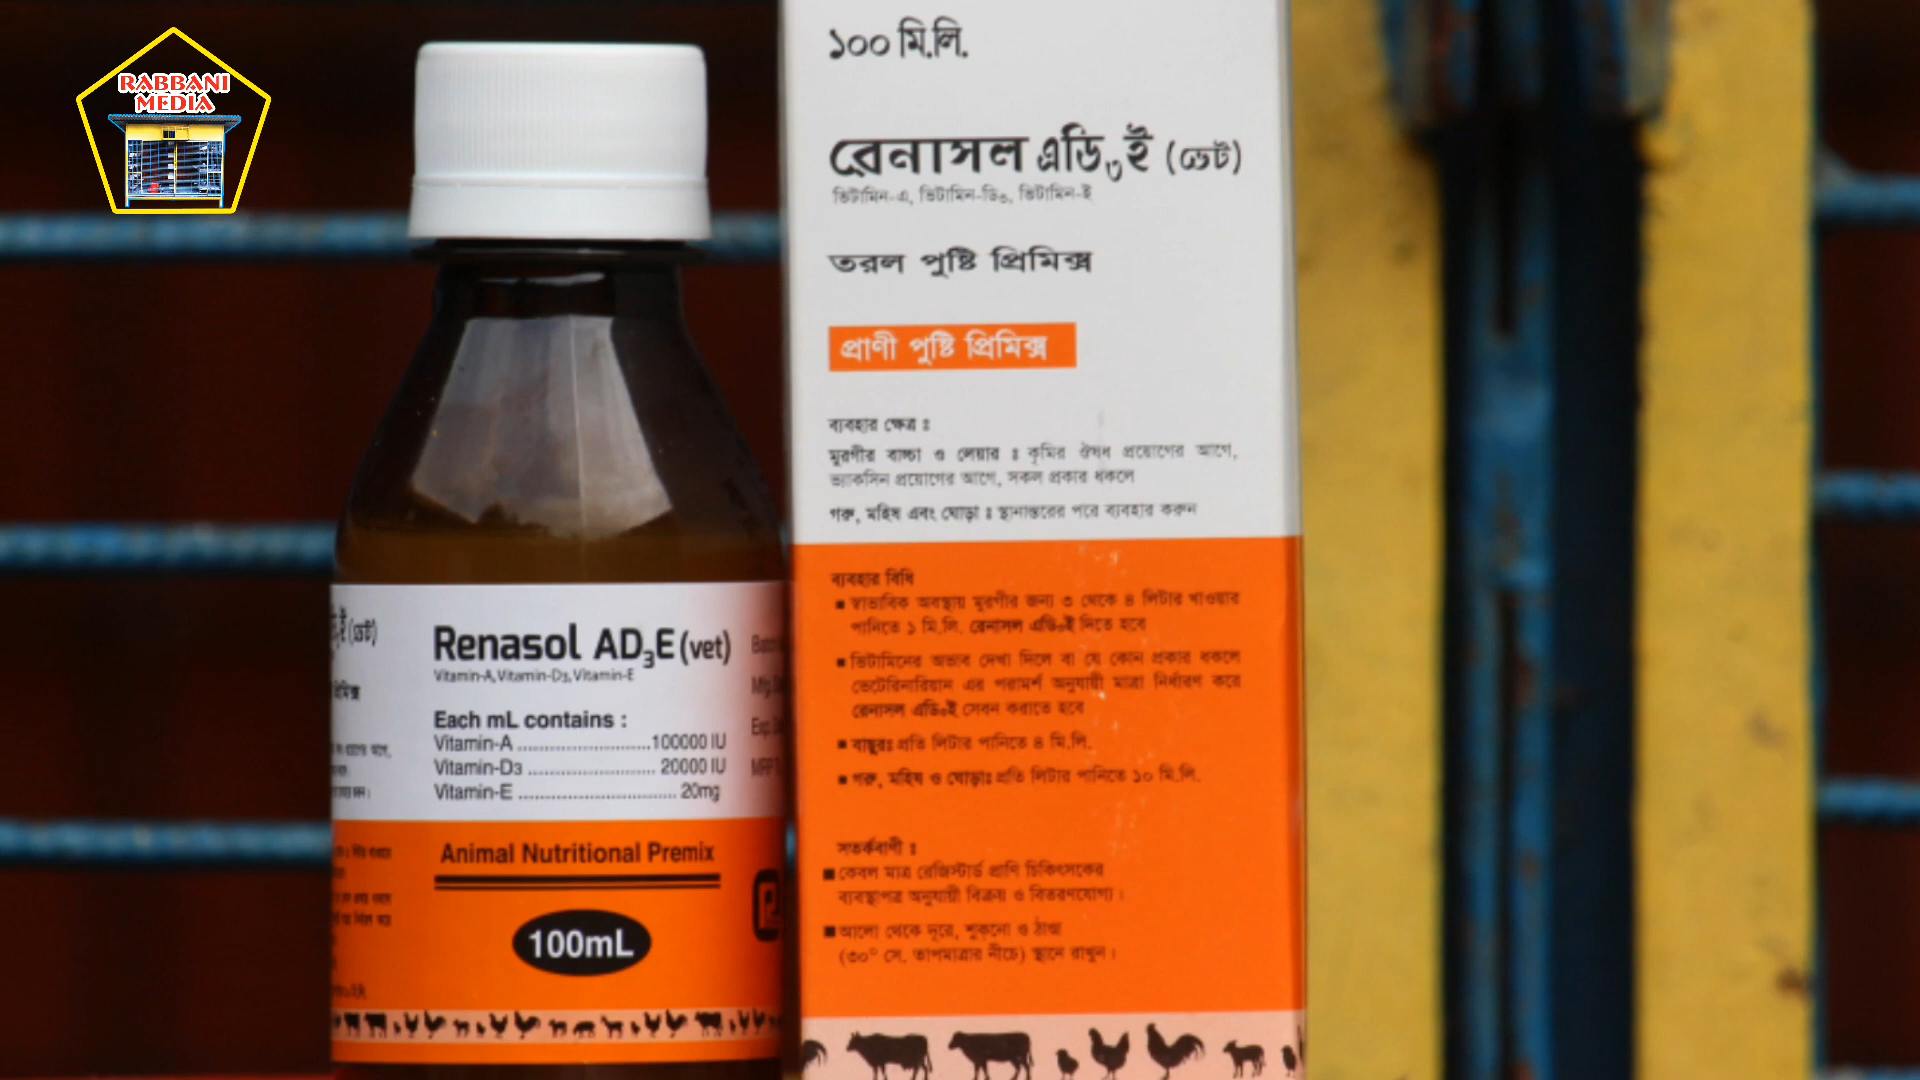 RABBANI
MEDIA
ই (ভেট)
Renasol AD3E (vet)
Vitamin-A, Vitamin-D3, Vitamin-E
Each mL contains :
Vitamin-A ..........................100000 IU
Vitamin-D3 ......................... 20000 IU
Vitamin-E ............................... 20mg
Animal Nutritional Premix
100mL
১০০ মি.লি.
রেনাসল এডি৩ই (ভেট)
ভিটামিন-এ, ভিটামিন-ডি৩, ভিটামিন-ই
তরল পুষ্টি প্রিমিক্স
প্রাণী পুষ্টি প্রিমিক্স
ব্যবহার ক্ষেত্র ঃ
মুরগীর বাচ্চা ও লেয়ার ঃ কৃমির ঔষধ প্রয়োগের আগে,
ভ্যাকসিন প্রয়োগের আগে, সকল প্রকার ধকলে
গরু, মহিষ এবং ঘোড়া ঃ স্থানান্তরের পরে ব্যবহার করুন
ব্যবহার বিধি
■ স্বাভাবিক অবস্থায় মুরগীর জন্য ৩ থেকে ৪ লিটার খাওয়ার
পানিতে ১ মি.লি. রেনাসল এডি৩ই দিতে হবে
■ ভিটামিনের অভাব দেখা দিলে বা যে কোন প্রকার ধকলে
ভেটেরিনারিয়ান এর পরামর্শ অনুযায়ী মাত্রা নির্ধারণ করে
রেনাসল এডি৩ই সেবন করাতে হবে
■ বাছুরঃ প্রতি লিটার পানিতে ৪ মি.লি.
■ গরু, মহিষ ও ঘোড়াঃ প্রতি লিটার পানিতে ১০ মি.লি.
সতর্কবাণী ঃ
■ কেবল মাত্র রেজিস্টার্ড প্রাণি চিকিৎসকের
ব্যবস্থাপত্র অনুযায়ী বিক্রয় ও বিতরণযোগ্য।
■ আলো থেকে দূরে, শুকনো ও ঠাণ্ডা
(৩০° সে. তাপমাত্রার নীচে) স্থানে রাখুন।